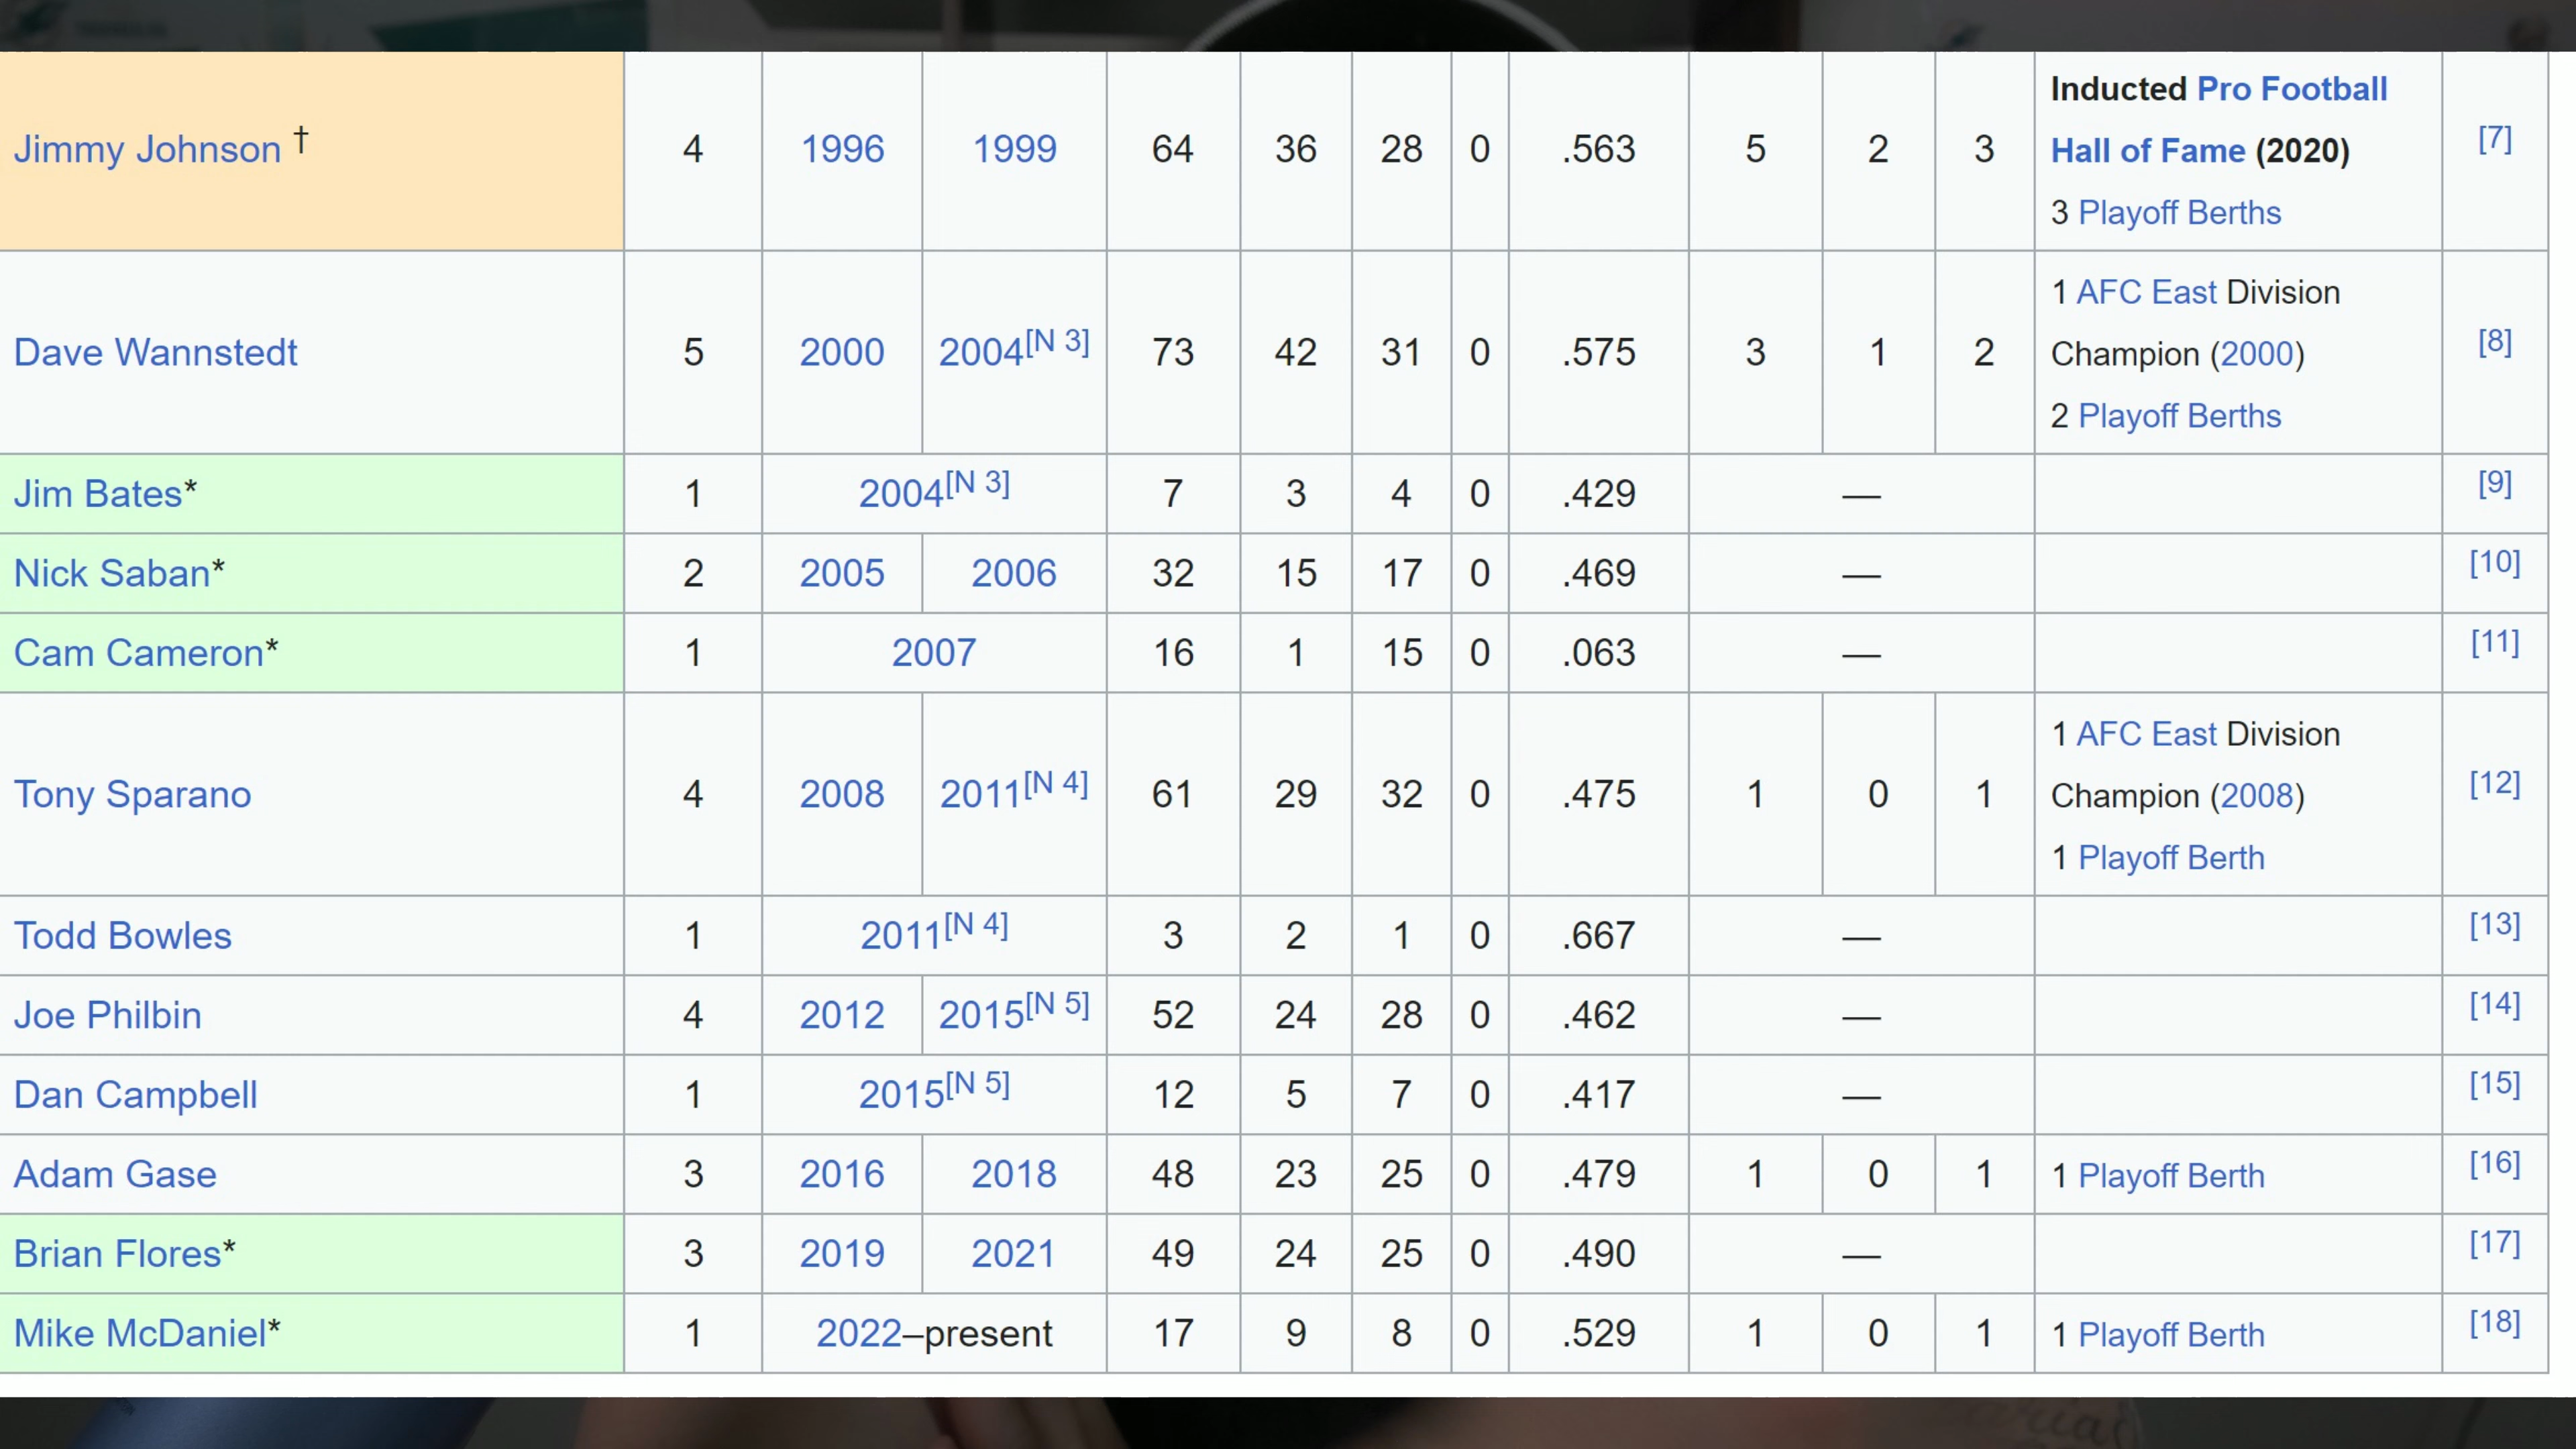 Jimmy Johnson † 4 1996 1999 64 36 28 0 .563 5 2 3 Inducted Pro Football
Hall of Fame (2020)
3 Playoff Berths [7]
Dave Wannstedt 5 2000 2004[N 3] 73 42 31 0 .575 3 1 2 1 AFC East Division
Champion (2000)
2 Playoff Berths [8]
Jim Bates* 1 2004[N 3] 7 3 4 0 .429 — [9]
Nick Saban* 2 2005 2006 32 15 17 0 .469 — [10]
Cam Cameron* 1 2007 16 1 15 0 .063 — [11]
Tony Sparano 4 2008 2011[N 4] 61 29 32 0 .475 1 0 1 1 AFC East Division
Champion (2008)
1 Playoff Berth [12]
Todd Bowles 1 2011[N 4] 3 2 1 0 .667 — [13]
Joe Philbin 4 2012 2015[N 5] 52 24 28 0 .462 — [14]
Dan Campbell 1 2015[N 5] 12 5 7 0 .417 — [15]
Adam Gase 3 2016 2018 48 23 25 0 .479 1 0 1 1 Playoff Berth [16]
Brian Flores* 3 2019 2021 49 24 25 0 .490 — [17]
Mike McDaniel* 1 2022–present 17 9 8 0 .529 1 0 1 1 Playoff Berth [18]